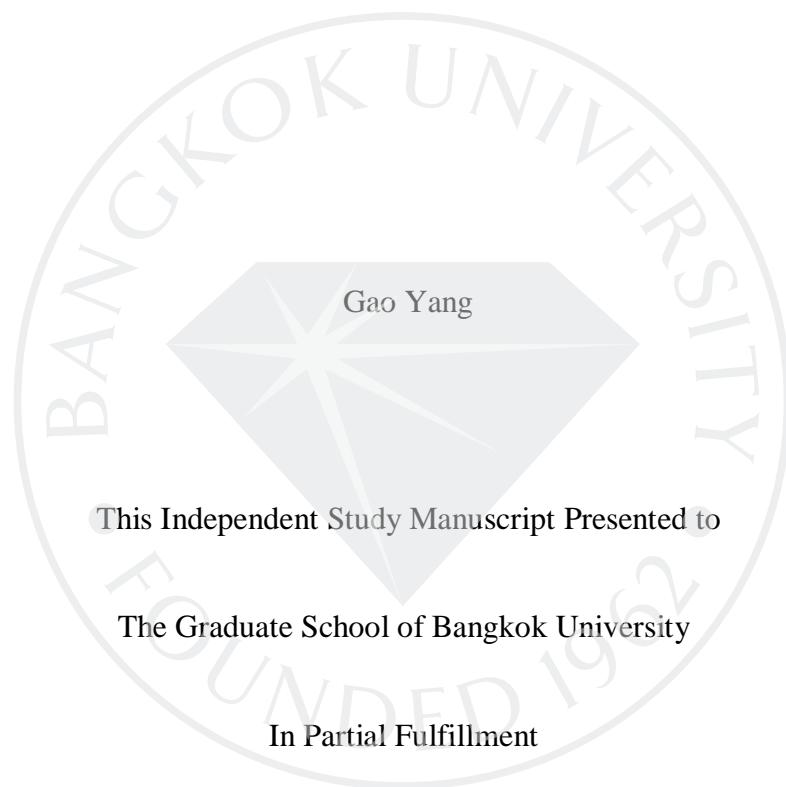 BANGKOK UNIVERSITY
Gao Yang
This Independent Study Manuscript Presented to
The Graduate School of Bangkok University
In Partial Fulfillment
• FOUNDED 1962 •